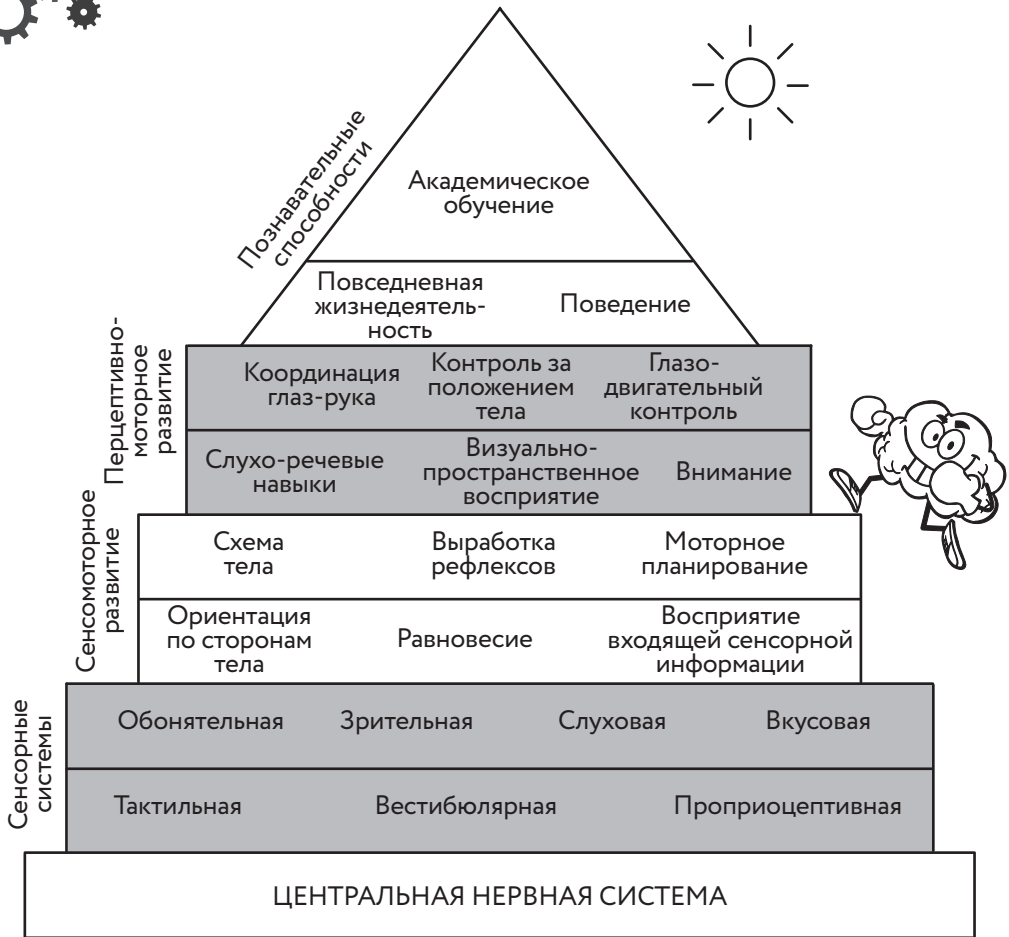 Познавательные
способности
Академическое
обучение
Повседневная
жизнедеятель-
ность
Поведение
Перцептивно-
моторное
развитие
Координация
глаз-рука
Контроль за
положением
тела
Глазо-
двигательный
контроль
Слухо-речевые
навыки
Визуально-
пространственное
восприятие
Внимание
Сенсомоторное
развитие
Схема
тела
Выработка
рефлексов
Моторное
планирование
Ориентация
по сторонам
тела
Равновесие
Восприятие
входящей сенсорной
информации
Сенсорные
системы
Обонятельная
Зрительная
Слуховая
Вкусовая
Тактильная
Вестибюлярная
Проприоцептивная
ЦЕНТРАЛЬНАЯ НЕРВНАЯ СИСТЕМА